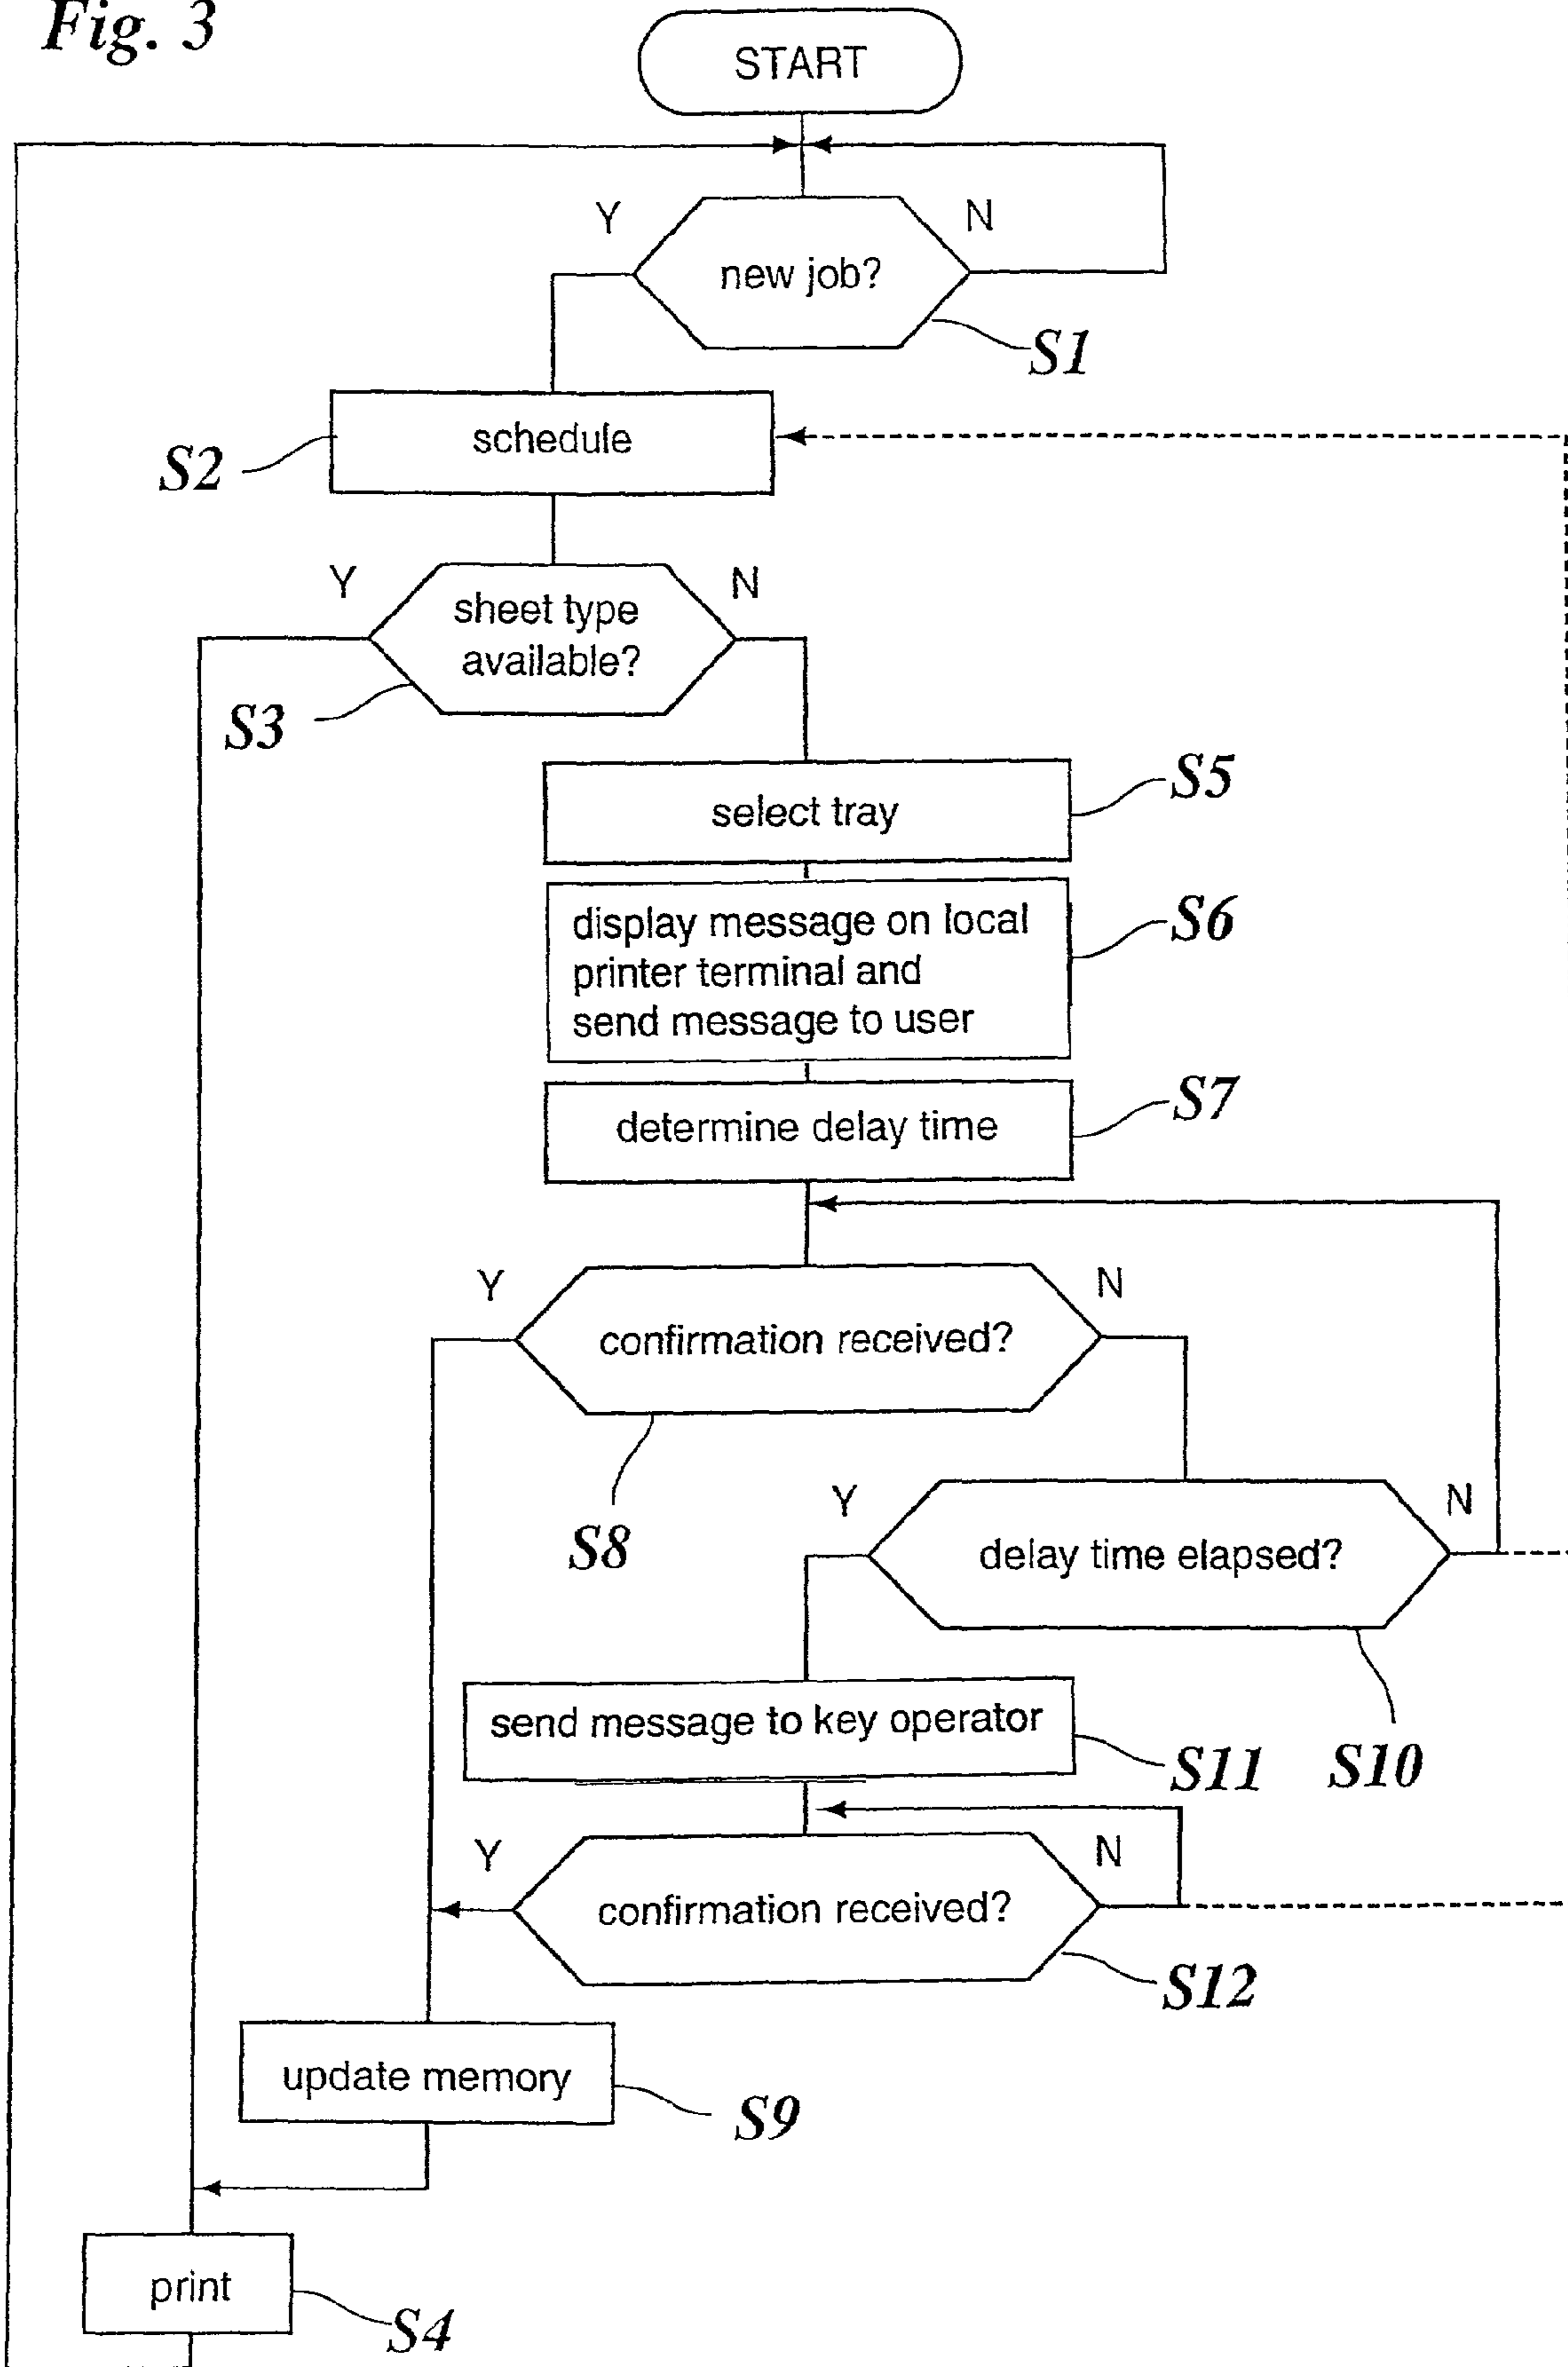 Fig. 3
START
Y
N
new job?
S1
schedule
S2
Y
N
sheet type
available?
S3
select tray
S5
display message on local
printer terminal and
send message to user
S6
determine delay time
S7
Y
N
confirmation received?
S8
Y
N
delay time elapsed?
S10
send message to key operator
S11
Y
N
confirmation received?
S12
update memory
S9
print
S4